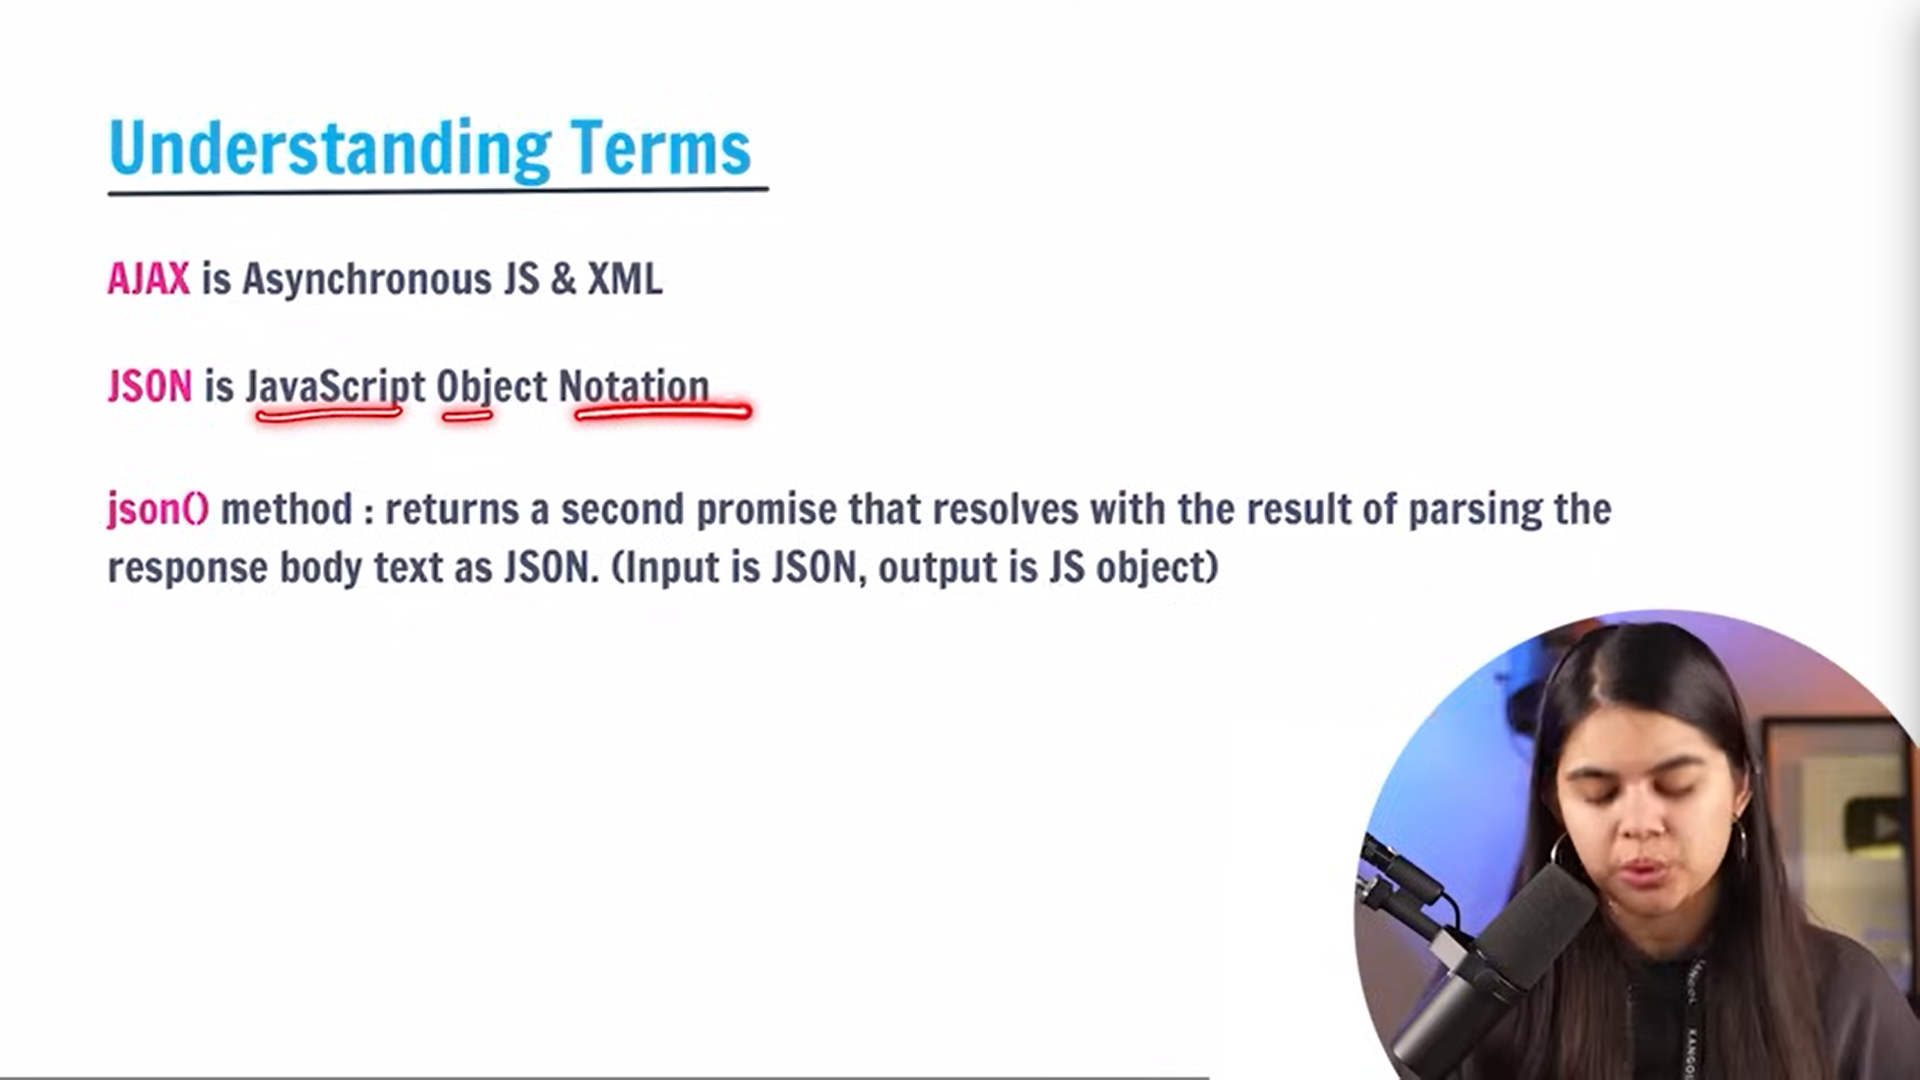 Understanding Terms
AJAX is Asynchronous JS & XML
JSON is JavaScript Object Notation
json() method : returns a second promise that resolves with the result of parsing the
response body text as JSON. (Input is JSON, output is JS object)